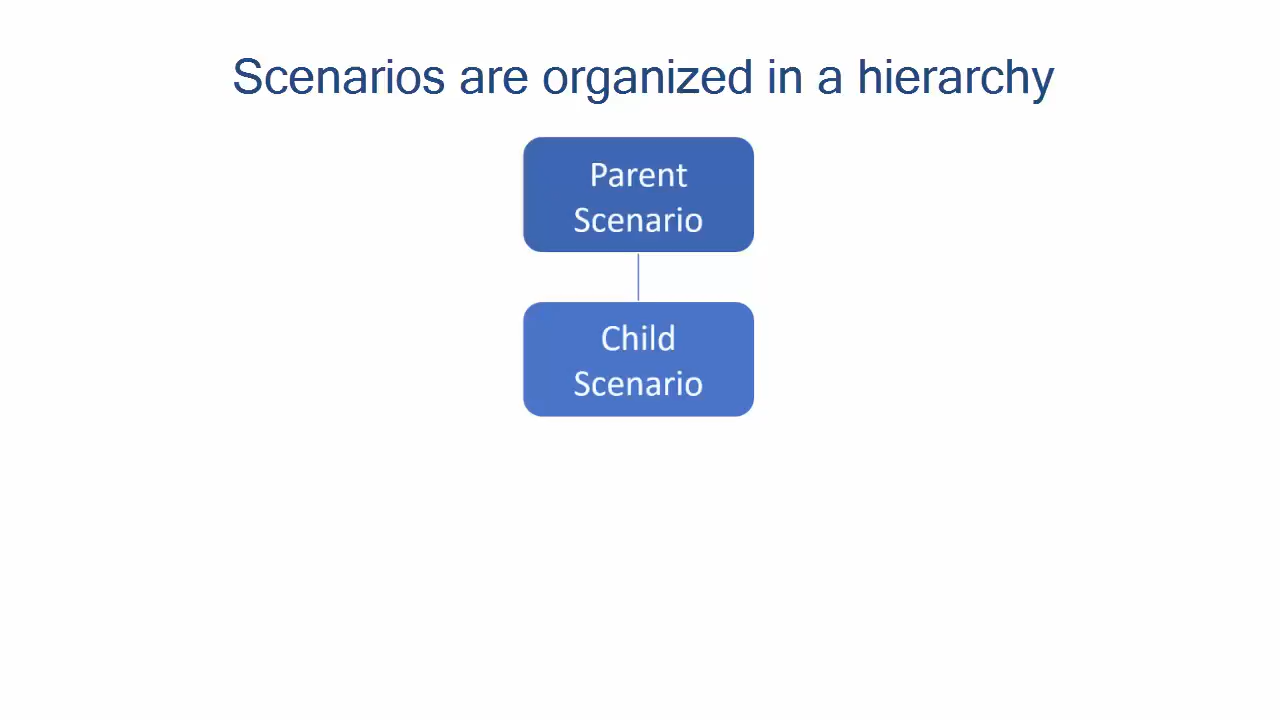 Scenarios are organized in a hierarchy
Parent
Scenario
Child
Scenario